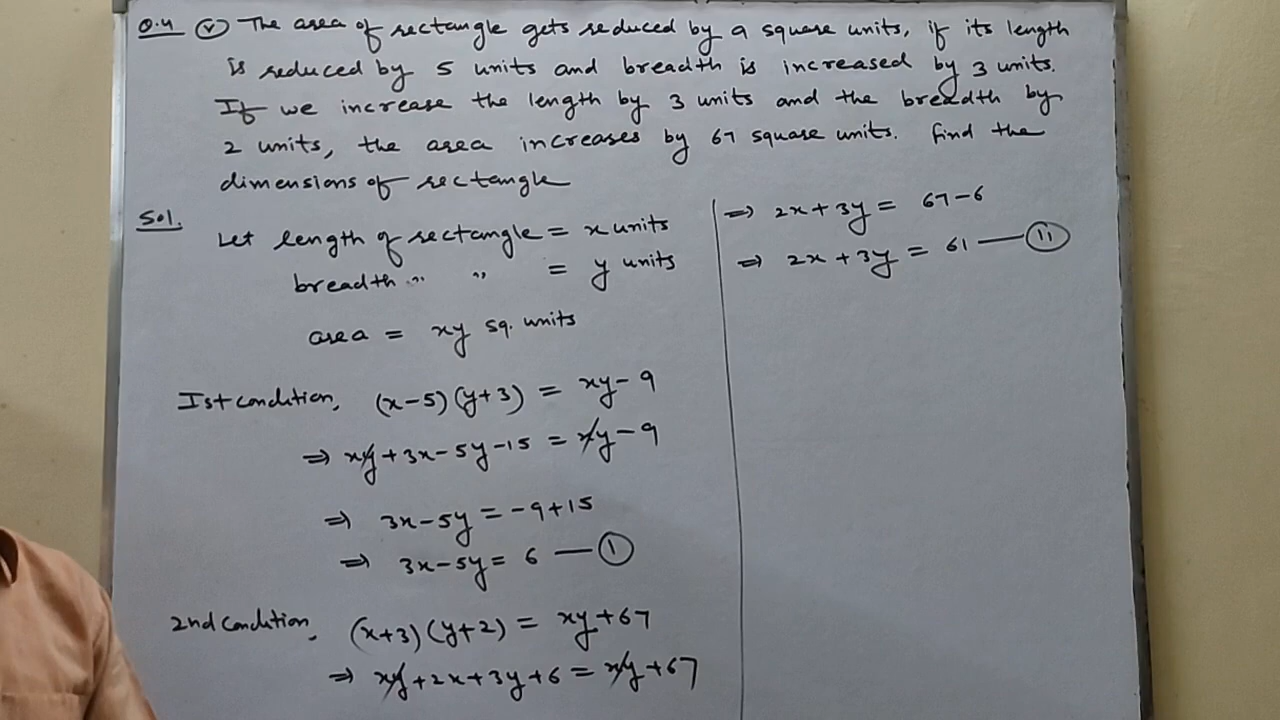 Q.4 (v) The area of rectangle gets reduced by 9 square units, if its length
is reduced by 5 units and breadth is increased by 3 units.
If we increase the length by 3 units and the breadth by
2 units, the area increases by 67 square units. find the
dimensions of rectangle
Sol.
Let length of rectangle = x units
breadth " " = y units
area = xy sq. units
Ist condition, (x-5)(y+3) = xy-9
⇒ xy+3x-5y-15 = xy-9
⇒ 3x-5y = -9+15
⇒ 3x-5y = 6 — (1)
2nd condition, (x+3)(y+2) = xy+67
⇒ xy+2x+3y+6 = xy+67
⇒ 2x+3y = 67-6
⇒ 2x+3y = 61 — (11)